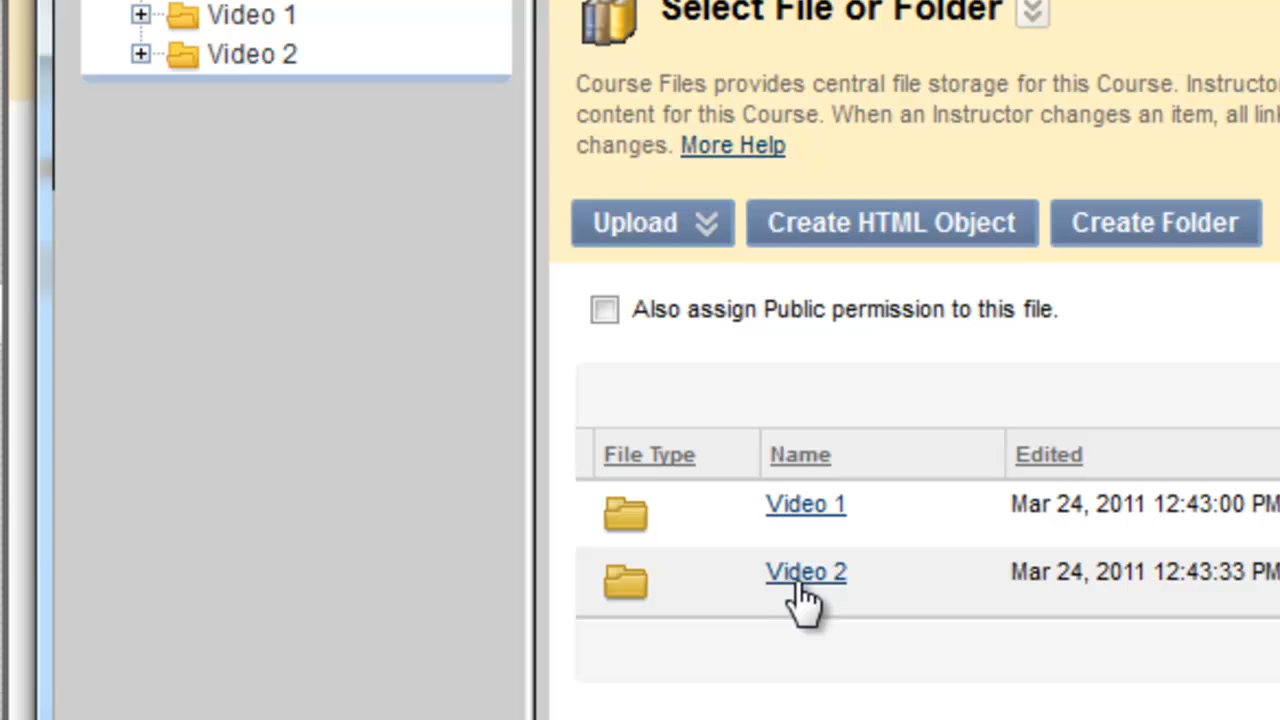 Video 1
Video 2
Select File or Folder
Course Files provides central file storage for this Course.
content for this Course. When an Instructor changes an item, all
changes. More Help
Upload
Create HTML Object
Create Folder
Also assign Public permission to this file.
File Type
Name
Edited
Video 1
Mar 24, 2011 12:43:00 PM
Video 2
Mar 24, 2011 12:43:33 PM